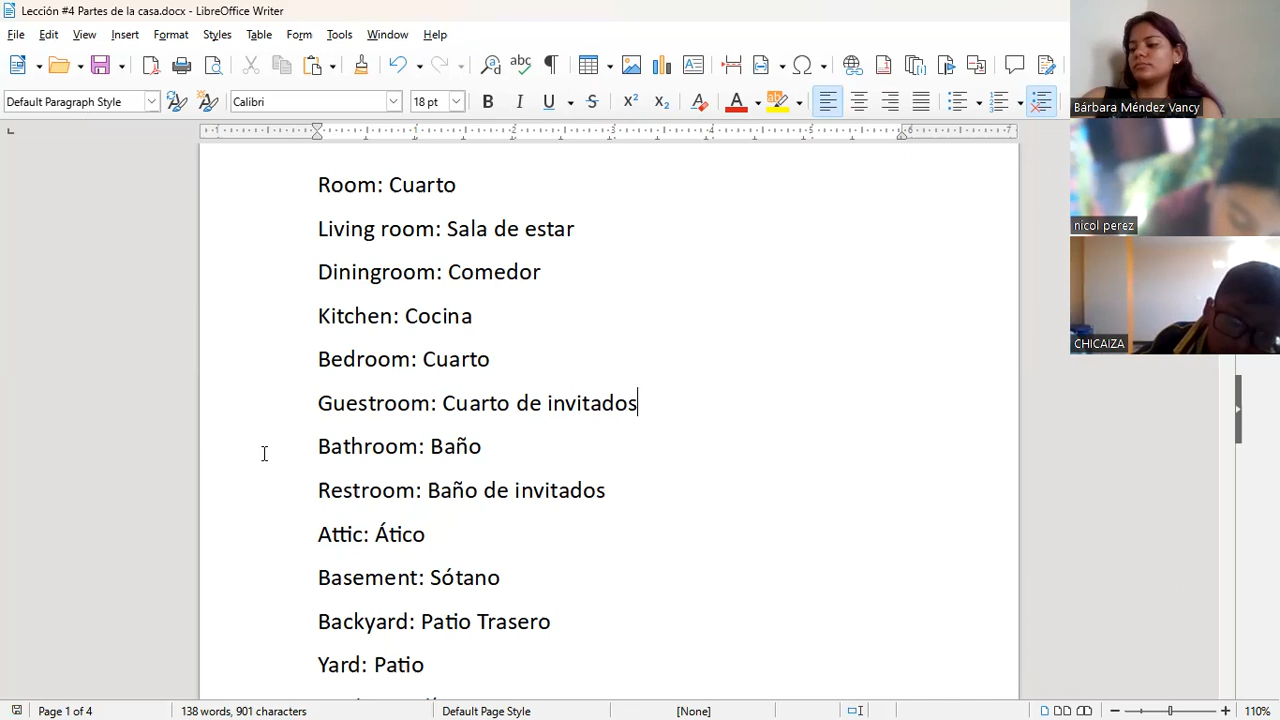 Lección #4 Partes de la casa.docx - LibreOffice Writer
File Edit View Insert Format Styles Table Form Tools Window Help
Default Paragraph Style Calibri 18 pt
Room: Cuarto
Living room: Sala de estar
Diningroom: Comedor
Kitchen: Cocina
Bedroom: Cuarto
Guestroom: Cuarto de invitados
Bathroom: Baño
Restroom: Baño de invitados
Attic: Ático
Basement: Sótano
Backyard: Patio Trasero
Yard: Patio
Bárbara Méndez Vancy
nicol perez
CHICAIZA
Page 1 of 4 138 words, 901 characters Default Page Style [None] 110%